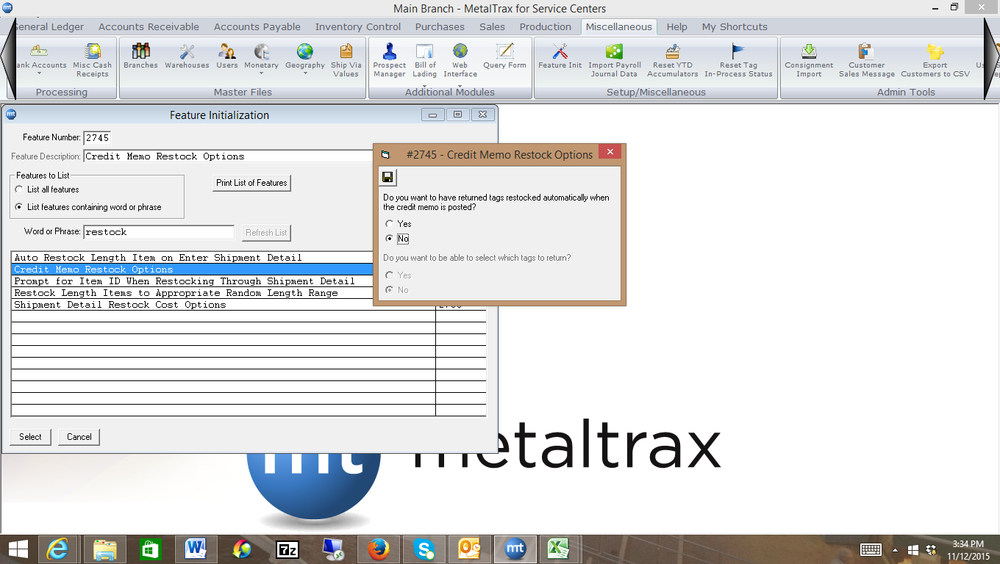 mt
Main Branch - MetalTrax for Service Centers
General Ledger Accounts Receivable Accounts Payable Inventory Control Purchases Sales Production Miscellaneous Help My Shortcuts
ank Accounts
Misc Cash
Receipts
Processing
Branches
Warehouses
Users
Monetary
Geography
Ship Via
Values
Master Files
Prospect
Manager
Bill of
Lading
Web
Interface
Query Form
Additional Modules
Feature Init
Import Payroll
Journal Data
Reset YTD
Accumulators
Reset Tag
In-Process Status
Setup/Miscellaneous
Consignment
Import
Customer
Sales Message
Export
Customers to CSV
Admin Tools
mt
Feature Initialization
Feature Number: 2745
Feature Description: Credit Memo Restock Options
Features to List
List all features
List features containing word or phrase
Print List of Features
Word or Phrase: restock
Refresh List
Auto Restock Length Item on Enter Shipment Detail
Credit Memo Restock Options
Prompt for Item ID When Restocking Through Shipment Detail
Restock Length Items to Appropriate Random Length Range
Shipment Detail Restock Cost Options
Select
Cancel
#2745 - Credit Memo Restock Options
Do you want to have returned tags restocked automatically when
the credit memo is posted?
Yes
No
Do you want to be able to select which tags to return?
Yes
No
mt
metaltrax
7z
mt
3:34 PM
11/12/2015